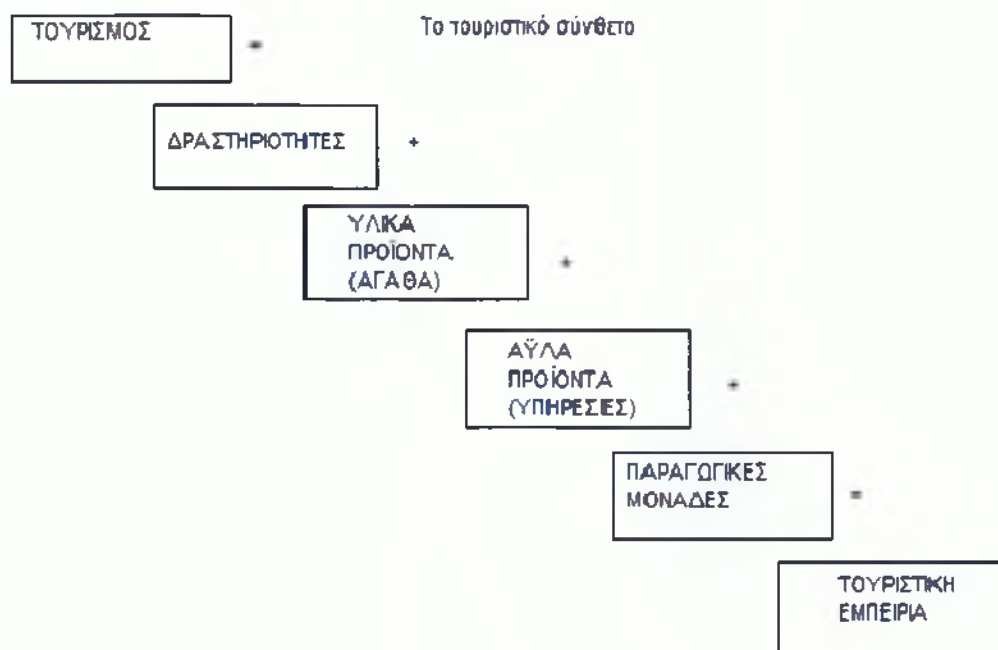 Το τουριστικό σύνθετο
ΤΟΥΡΙΣΜΟΣ =
ΔΡΑΣΤΗΡΙΟΤΗΤΕΣ +
ΥΛΙΚΑ
ΠΡΟΪΟΝΤΑ +
(ΑΓΑΘΑ)
ΑΫΛΑ
ΠΡΟΪΟΝΤΑ +
(ΥΠΗΡΕΣΙΕΣ)
ΠΑΡΑΓΩΓΙΚΕΣ
ΜΟΝΑΔΕΣ =
ΤΟΥΡΙΣΤΙΚΗ
ΕΜΠΕΙΡΙΑ